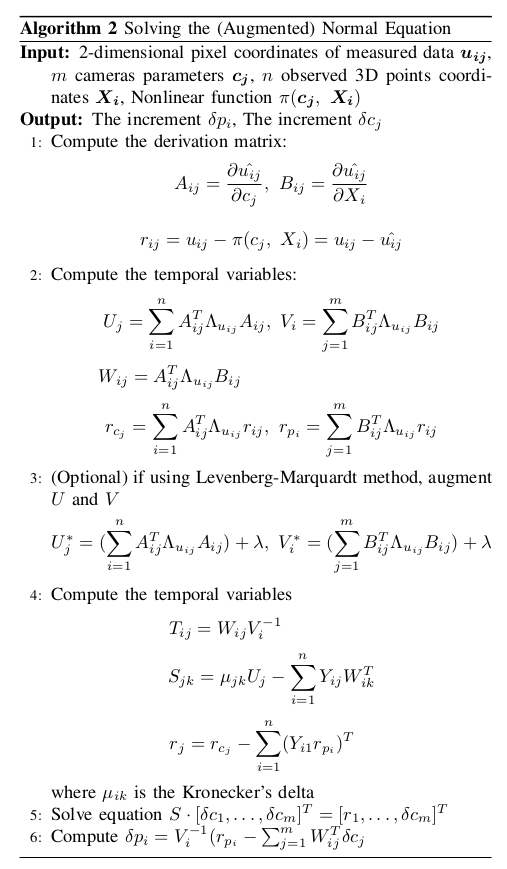 Algorithm 2 Solving the (Augmented) Normal Equation
Input: 2-dimensional pixel coordinates of measured data $\boldsymbol{u_{ij}}$,
$m$ cameras parameters $\boldsymbol{c_j}$, $n$ observed 3D points coordi-
nates $\boldsymbol{X_i}$, Nonlinear function $\pi(\boldsymbol{c_j},\ \boldsymbol{X_i})$
Output: The increment $\delta p_i$, The increment $\delta c_j$
1: Compute the derivation matrix:
$A_{ij} = \frac{\partial \hat{u_{ij}}}{\partial c_j},\ B_{ij} = \frac{\partial \hat{u_{ij}}}{\partial X_i}$
$r_{ij} = u_{ij} - \pi(c_j,\ X_i) = u_{ij} - \hat{u_{ij}}$
2: Compute the temporal variables:
$U_j = \sum_{i=1}^{n} A_{ij}^T \Lambda_{u_{ij}} A_{ij},\ V_i = \sum_{j=1}^{m} B_{ij}^T \Lambda_{u_{ij}} B_{ij}$
$W_{ij} = A_{ij}^T \Lambda_{u_{ij}} B_{ij}$
$r_{c_j} = \sum_{i=1}^{n} A_{ij}^T \Lambda_{u_{ij}} r_{ij},\ r_{p_i} = \sum_{j=1}^{m} B_{ij}^T \Lambda_{u_{ij}} r_{ij}$
3: (Optional) if using Levenberg-Marquardt method, augment
$U$ and $V$
$U_j^* = (\sum_{i=1}^{n} A_{ij}^T \Lambda_{u_{ij}} A_{ij}) + \lambda,\ V_i^* = (\sum_{j=1}^{m} B_{ij}^T \Lambda_{u_{ij}} B_{ij}) + \lambda$
4: Compute the temporal variables
$T_{ij} = W_{ij} V_i^{-1}$
$S_{jk} = \mu_{jk} U_j - \sum_{i=1}^{n} Y_{ij} W_{ik}^T$
$r_j = r_{c_j} - \sum_{i=1}^{n} (Y_{i1} r_{p_i})^T$
where $\mu_{ik}$ is the Kronecker's delta
5: Solve equation $S \cdot [\delta c_1, \ldots, \delta c_m]^T = [r_1, \ldots, \delta c_m]^T$
6: Compute $\delta p_i = V_i^{-1}(r_{p_i} - \sum_{j=1}^{m} W_{ij}^T \delta c_j$